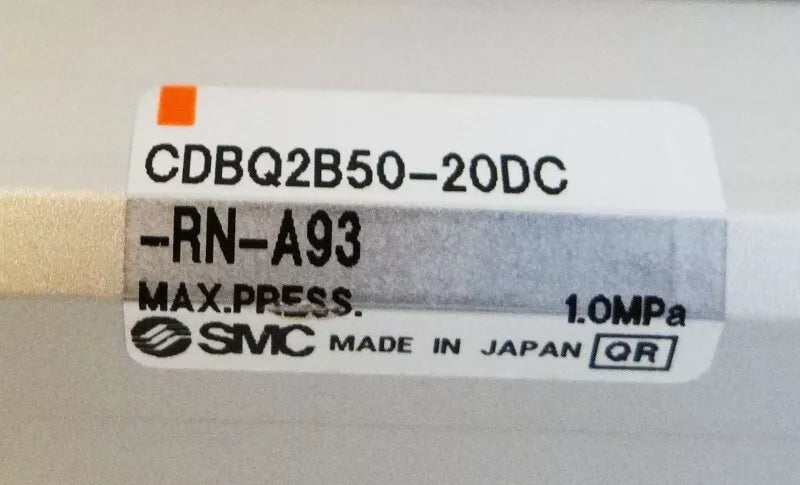 CDBQ2B50-20DC
-RN-A93
MAX.PRESS. 1.0MPa
SMC MADE IN JAPAN QR